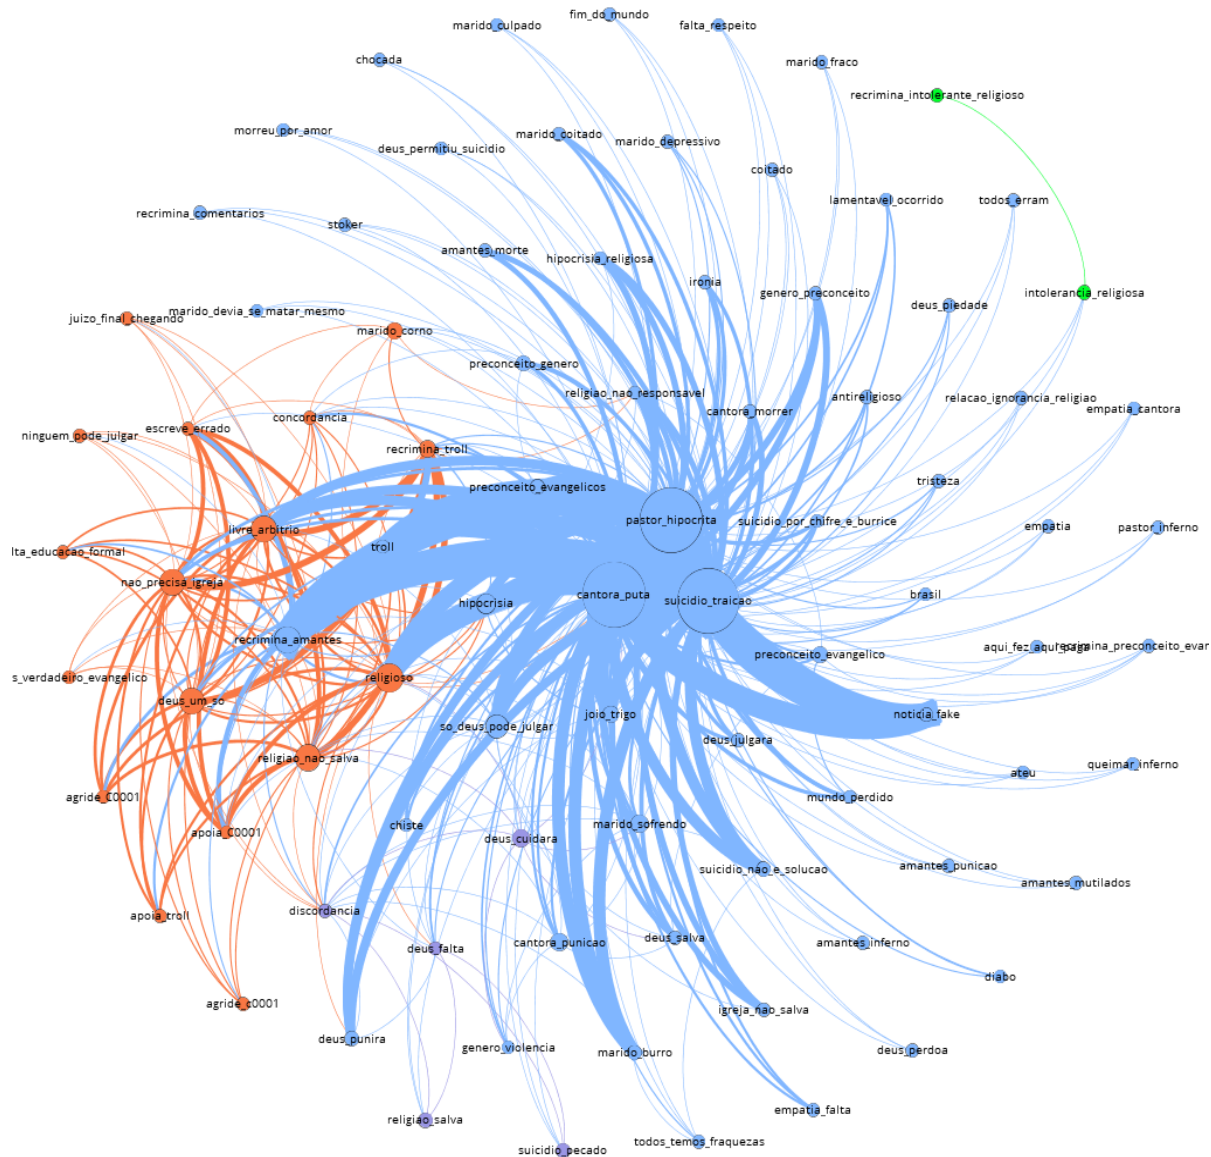 fim_do_mundo
marido_culpado
falta_respeito
chocada
marido_fraco
recrimina_intolerante_religioso
morreu_por_amor
marido_coitado
deus_permitiu_suicidio
marido_depressivo
coitado
recrimina_comentarios
stoker
lamentavel_ocorrido
todos_erram
amantes_morte
hipocrisia_religiosa
ironia
genero_preconceito
intolerancia_religiosa
deus_piedade
marido_devia_se_matar_mesmo
juizo_final_chegando
marido_corno
preconceito_genero
religiao_nao_responsavel
cantora_morrer
antireligioso
relacao_ignorancia_religiao
empatia_cantora
concordancia
escreve_errado
ninguem_pode_julgar
recrimina_troll
preconceito_evangelicos
tristeza
pastor_hipocrita
suicidio_por_chifre_e_burrice
empatia
pastor_inferno
livre_arbitrio
lta_educacao_formal
troll
nao_precisa_igreja
cantora_puta
suicidio_traicao
brasil
hipocrisia
recrimina_amantes
preconceito_evangelico
aqui_fez_aqui_paga
recrimina_preconceito_evar
s_verdadeiro_evangelico
religioso
deus_um_so
joio_trigo
noticia_fake
so_deus_pode_julgar
deus_julgara
religiao_nao_salva
ateu
queimar_inferno
agride_C0001
mundo_perdido
chiste
marido_sofrendo
apoia_C0001
deus_cuidara
suicidio_nao_e_solucao
amantes_punicao
amantes_mutilados
discordancia
apoia_troll
deus_falta
cantora_punicao
deus_salva
amantes_inferno
diabo
agride_c0001
igreja_nao_salva
deus_punira
genero_violencia
marido_burro
deus_perdoa
empatia_falta
religiao_salva
todos_temos_fraquezas
suicidio_pecado